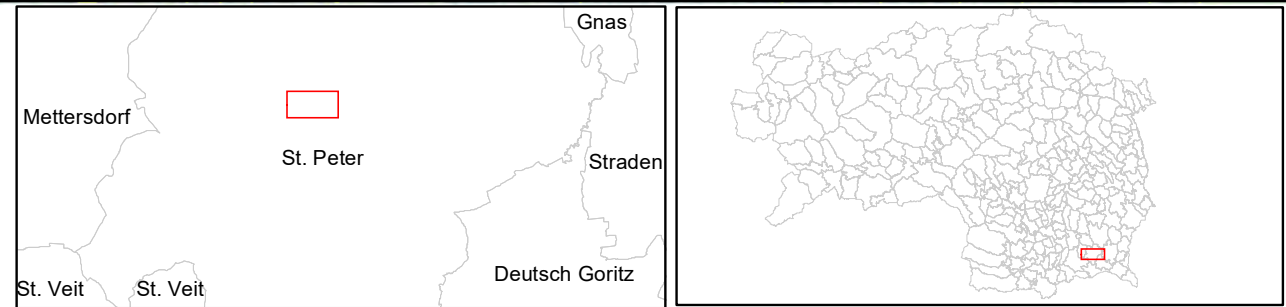 Gnas
Mettersdorf
St. Peter
Straden
Deutsch Goritz
St. Veit
St. Veit